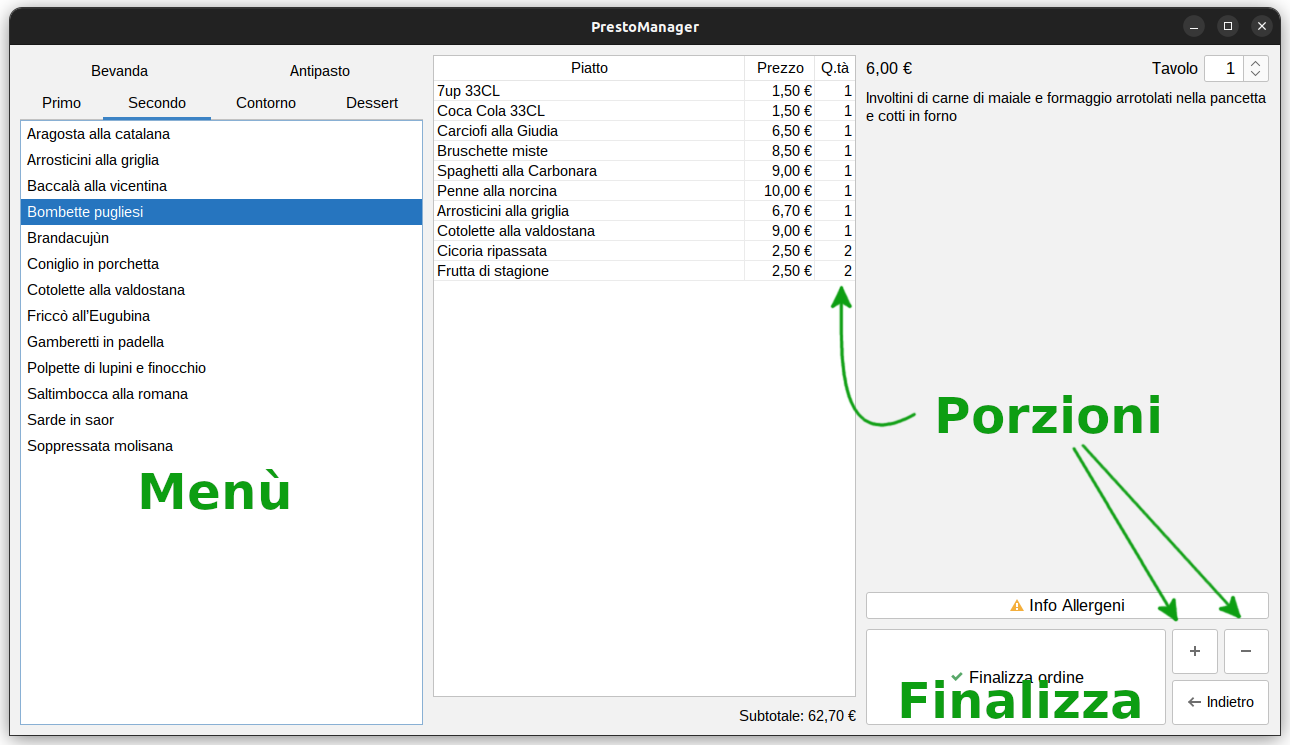 PrestoManager
Bevanda Antipasto
Primo Secondo Contorno Dessert
Aragosta alla catalana
Arrosticini alla griglia
Baccalà alla vicentina
Bombette pugliesi
Brandacujùn
Coniglio in porchetta
Cotolette alla valdostana
Friccò all'Eugubina
Gamberetti in padella
Polpette di lupini e finocchio
Saltimbocca alla romana
Sarde in saor
Soppressata molisana
Menù
Piatto Prezzo Q.tà
7up 33CL 1,50 € 1
Coca Cola 33CL 1,50 € 1
Carciofi alla Giudia 6,50 € 1
Bruschette miste 8,50 € 1
Spaghetti alla Carbonara 9,00 € 1
Penne alla norcina 10,00 € 1
Arrosticini alla griglia 6,70 € 1
Cotolette alla valdostana 9,00 € 1
Cicoria ripassata 2,50 € 2
Frutta di stagione 2,50 € 2
Subtotale: 62,70 €
6,00 € Tavolo 1
Involtini di carne di maiale e formaggio arrotolati nella pancetta
e cotti in forno
Porzioni
Info Allergeni
+ −
Finalizza ordine
Finalizza
Indietro